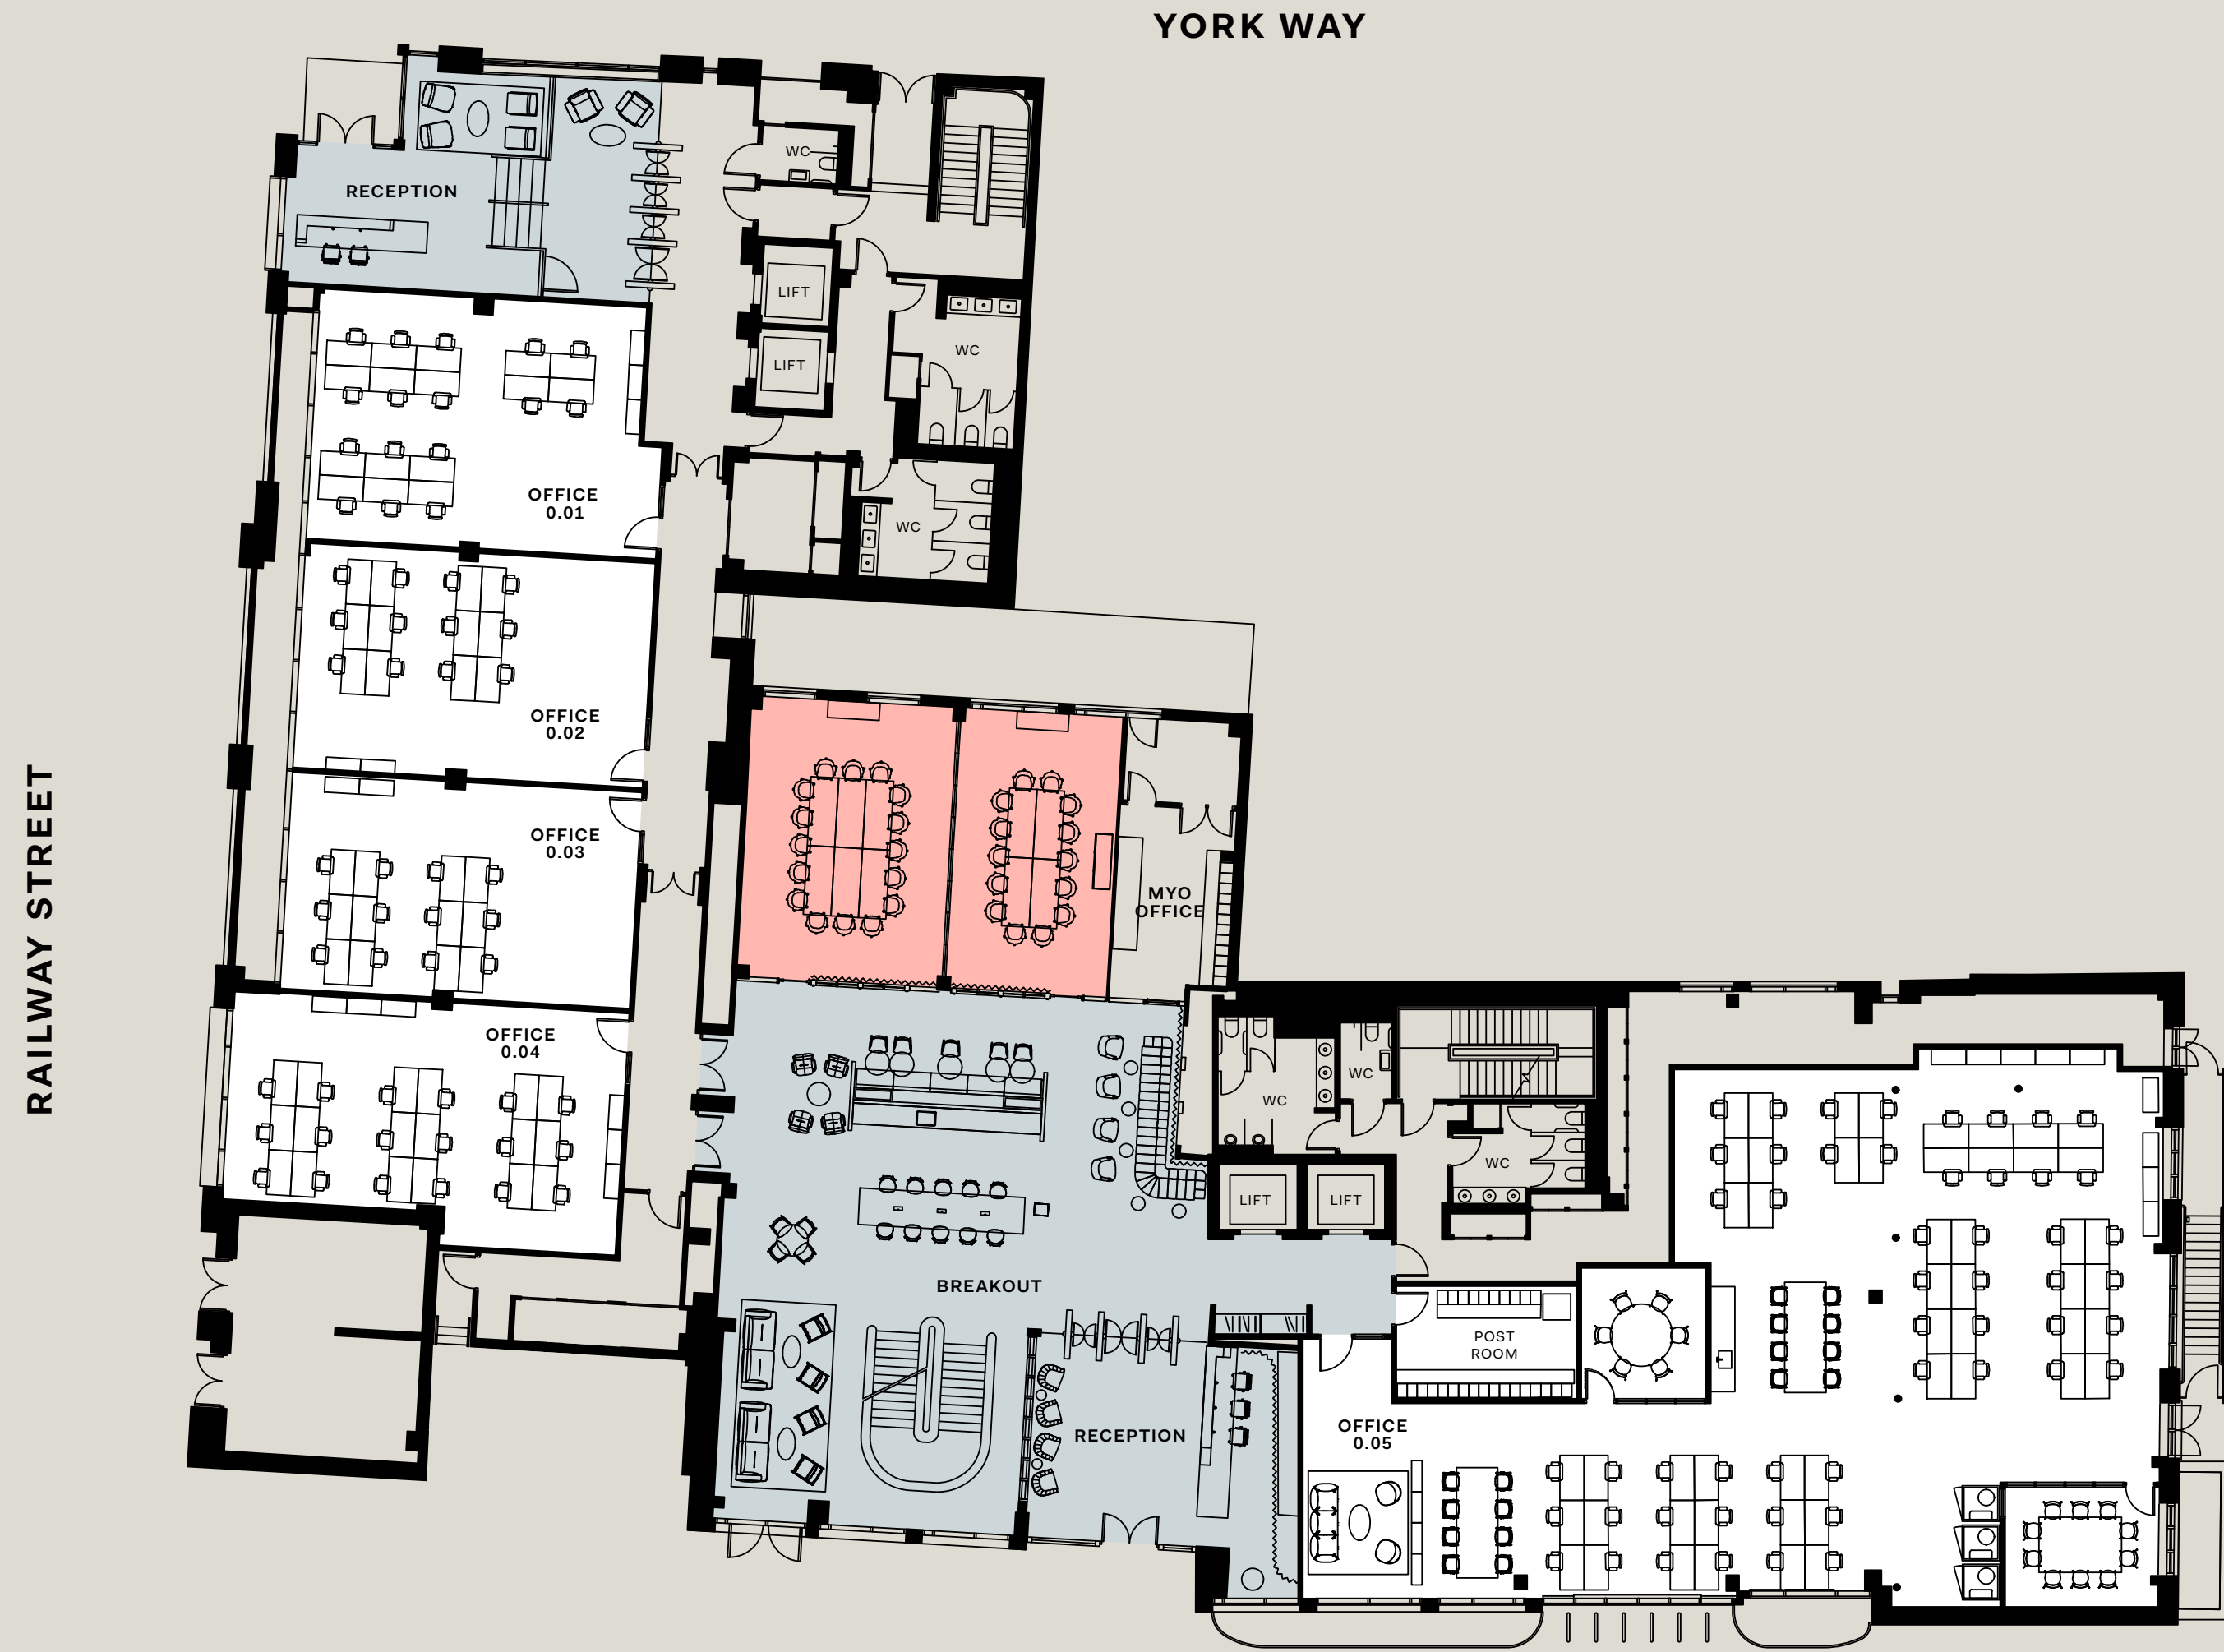 YORK WAY
RAILWAY STREET
RECEPTION
WC
LIFT
LIFT
WC
WC
OFFICE
0.01
OFFICE
0.02
OFFICE
0.03
OFFICE
0.04
MYO
OFFICE
WC
WC
WC
LIFT
LIFT
BREAKOUT
POST
ROOM
RECEPTION
OFFICE
0.05